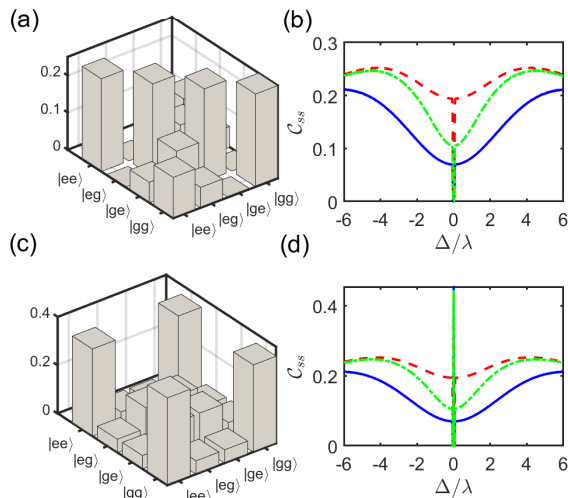 (a)
0.2
0.1
0
|ee⟩
|eg⟩
|ge⟩
|gg⟩
|ee⟩
|eg⟩
|ge⟩
|gg⟩
(b)
0.3
0.2
0.1
0
𝒞ss
-6 -4 -2 0 2 4 6
Δ/λ
(c)
0.4
0.2
0
|ee⟩
|eg⟩
|ge⟩
|gg⟩
|ee⟩
|eg⟩
|ge⟩
|gg⟩
(d)
0.4
0.2
0
𝒞ss
-6 -4 -2 0 2 4 6
Δ/λ